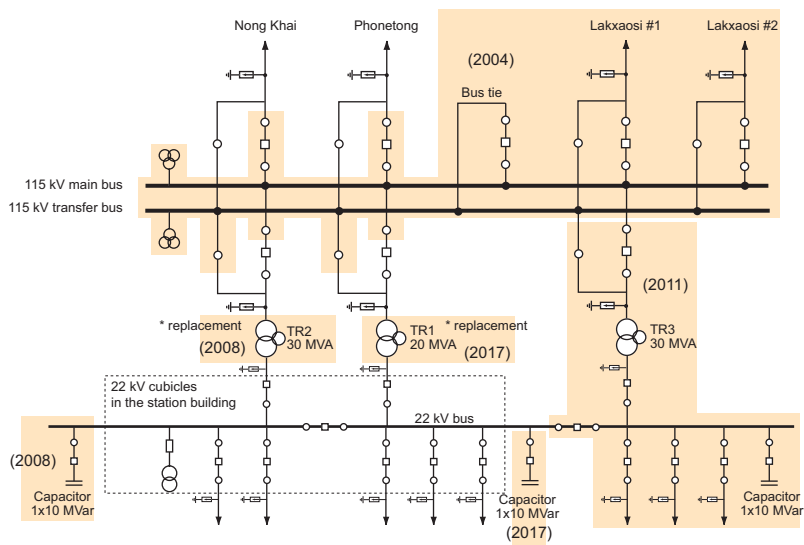 Nong Khai
Phonetong
Lakxaosi #1
Lakxaosi #2
(2004)
Bus tie
115 kV main bus
115 kV transfer bus
(2011)
* replacement
(2008)
TR2
30 MVA
TR1
20 MVA
* replacement
(2017)
TR3
30 MVA
22 kV cubicles
in the station building
22 kV bus
(2008)
Capacitor
1x10 MVar
Capacitor
1x10 MVar
(2017)
Capacitor
1x10 MVar